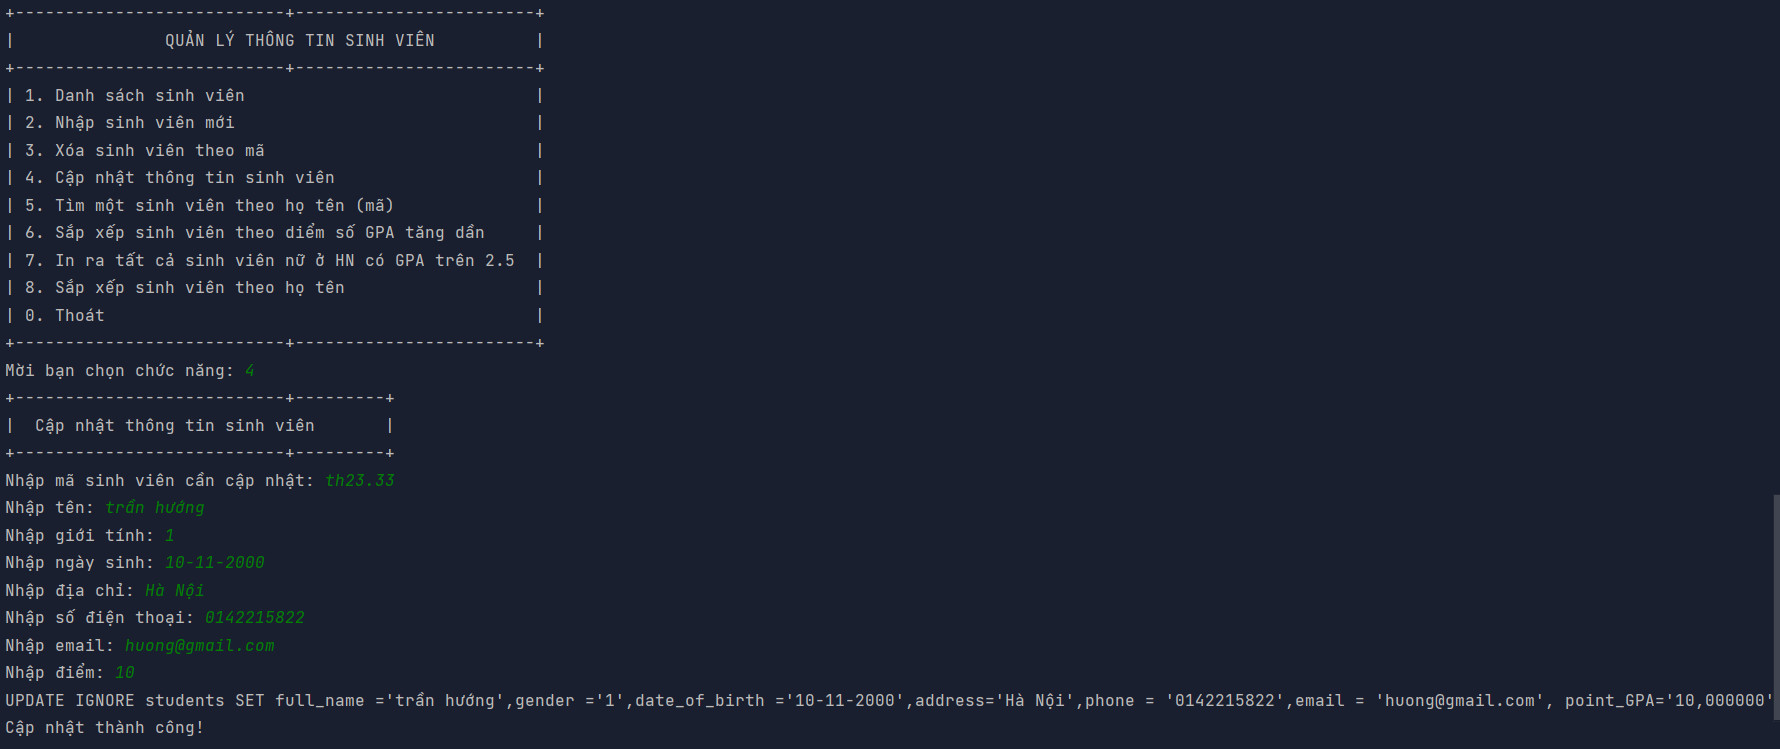 +---------------------------+------------------------+
|               QUẢN LÝ THÔNG TIN SINH VIÊN          |
+---------------------------+------------------------+
| 1. Danh sách sinh viên                             |
| 2. Nhập sinh viên mới                              |
| 3. Xóa sinh viên theo mã                           |
| 4. Cập nhật thông tin sinh viên                    |
| 5. Tìm một sinh viên theo họ tên (mã)              |
| 6. Sắp xếp sinh viên theo diểm số GPA tăng dần     |
| 7. In ra tất cả sinh viên nữ ở HN có GPA trên 2.5  |
| 8. Sắp xếp sinh viên theo họ tên                   |
| 0. Thoát                                           |
+---------------------------+------------------------+
Mời bạn chọn chức năng: 4
+---------------------------+---------+
|  Cập nhật thông tin sinh viên       |
+---------------------------+---------+
Nhập mã sinh viên cần cập nhật: th23.33
Nhập tên: trần hướng
Nhập giới tính: 1
Nhập ngày sinh: 10-11-2000
Nhập địa chỉ: Hà Nội
Nhập số điện thoại: 0142215822
Nhập email: huong@gmail.com
Nhập điểm: 10
UPDATE IGNORE students SET full_name ='trần hướng',gender ='1',date_of_birth ='10-11-2000',address='Hà Nội',phone = '0142215822',email = 'huong@gmail.com', point_GPA='10,000000'
Cập nhật thành công!